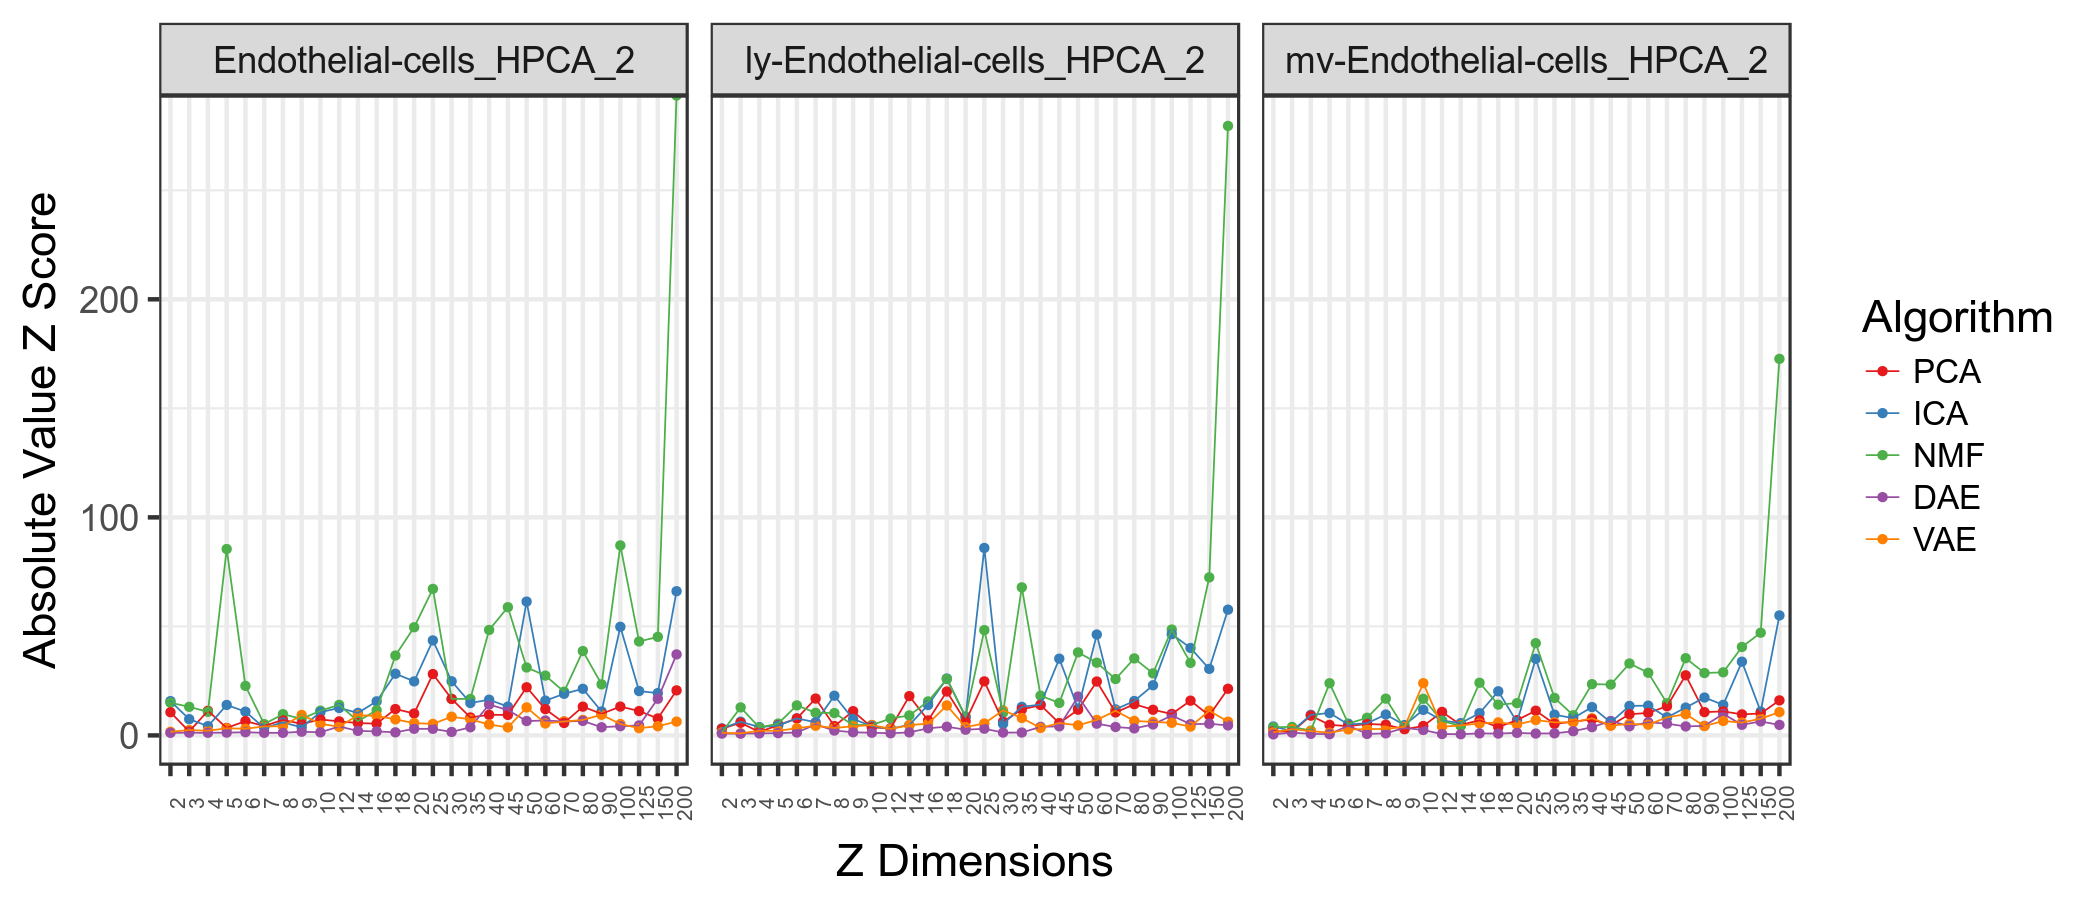 Endothelial-cells_HPCA_2
ly-Endothelial-cells_HPCA_2
mv-Endothelial-cells_HPCA_2
Absolute Value Z Score
200
100
0
2 3 4 5 6 7 8 9 10 12 14 16 18 20 25 30 35 40 45 50 60 70 80 90 100 125 150 200
2 3 4 5 6 7 8 9 10 12 14 16 18 20 25 30 35 40 45 50 60 70 80 90 100 125 150 200
2 3 4 5 6 7 8 9 10 12 14 16 18 20 25 30 35 40 45 50 60 70 80 90 100 125 150 200
Z Dimensions
Algorithm
PCA
ICA
NMF
DAE
VAE